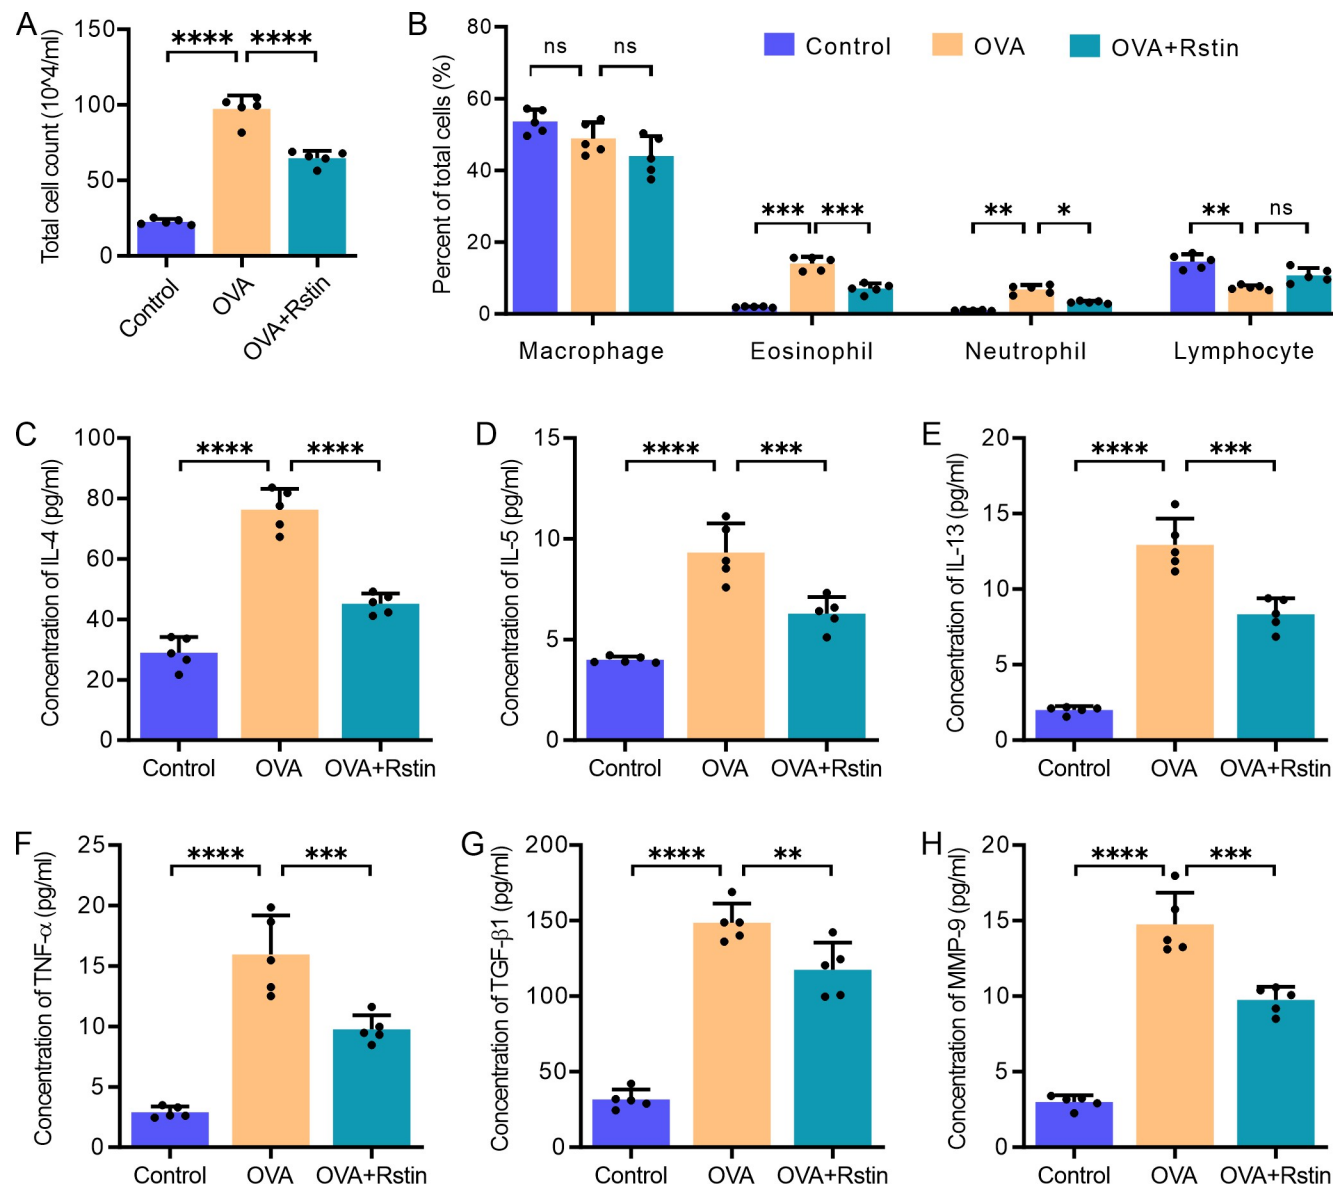 A
Total cell count (10^4/ml)
150
100
50
0
**** ****
Control
OVA
OVA+Rstin
B
Percent of total cells (%)
80
60
40
20
0
Control
OVA
OVA+Rstin
ns ns
*** ***
** *
** ns
Macrophage
Eosinophil
Neutrophil
Lymphocyte
C
Concentration of IL-4 (pg/ml)
100
80
60
40
20
0
**** ****
Control OVA OVA+Rstin
D
Concentration of IL-5 (pg/ml)
15
10
5
0
**** ***
Control OVA OVA+Rstin
E
Concentration of IL-13 (pg/ml)
20
15
10
5
0
**** ***
Control OVA OVA+Rstin
F
Concentration of TNF-α (pg/ml)
25
20
15
10
5
0
**** ***
Control OVA OVA+Rstin
G
Concentration of TGF-β1 (pg/ml)
200
150
100
50
0
**** **
Control OVA OVA+Rstin
H
Concentration of MMP-9 (pg/ml)
20
15
10
5
0
**** ***
Control OVA OVA+Rstin